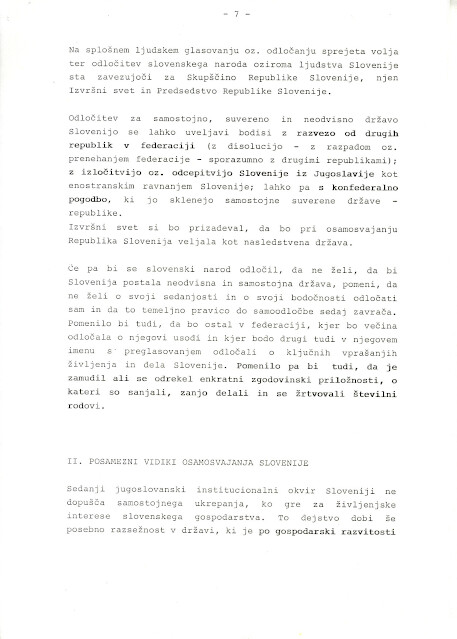 - 7 -
Na splošnem ljudskem glasovanju oz. odločanju sprejeta volja
ter odločitev slovenskega naroda oziroma ljudstva Slovenije
sta zavezujoči za Skupščino Republike Slovenije, njen
Izvršni svet in Predsedstvo Republike Slovenije.
Odločitev za samostojno, suvereno in neodvisno državo
Slovenijo se lahko uveljavi bodisi z razvezo od drugih
republik v federaciji (z disolucijo - z razpadom oz.
prenehanjem federacije - sporazumno z drugimi republikami);
z izločitvijo oz. odcepitvijo Slovenije iz Jugoslavije kot
enostranskim ravnanjem Slovenije; lahko pa s konfederalno
pogodbo, ki jo sklenejo samostojne suverene države -
republike.
Izvršni svet si bo prizadeval, da bo pri osamosvajanju
Republika Slovenija veljala kot nasledstvena država.
Če pa bi se slovenski narod odločil, da ne želi, da bi
Slovenija postala neodvisna in samostojna država, pomeni, da
ne želi o svoji sedanjosti in o svoji bodočnosti odločati
sam in da to temeljno pravico do samoodločbe sedaj zavrača.
Pomenilo bi tudi, da bo ostal v federaciji, kjer bo večina
odločala o njegovi usodi in kjer bodo drugi tudi v njegovem
imenu s preglasovanjem odločali o ključnih vprašanjih
življenja in dela Slovenije. Pomenilo pa bi tudi, da je
zamudil ali se odrekel enkratni zgodovinski priložnosti, o
kateri so sanjali, zanjo delali in se žrtvovali številni
rodovi.
II. POSAMEZNI VIDIKI OSAMOSVAJANJA SLOVENIJE
Sedanji jugoslovanski institucionalni okvir Sloveniji ne
dopušča samostojnega ukrepanja, ko gre za življenjske
interese slovenskega gospodarstva. To dejstvo dobi še
posebno razsežnost v državi, ki je po gospodarski razvitosti